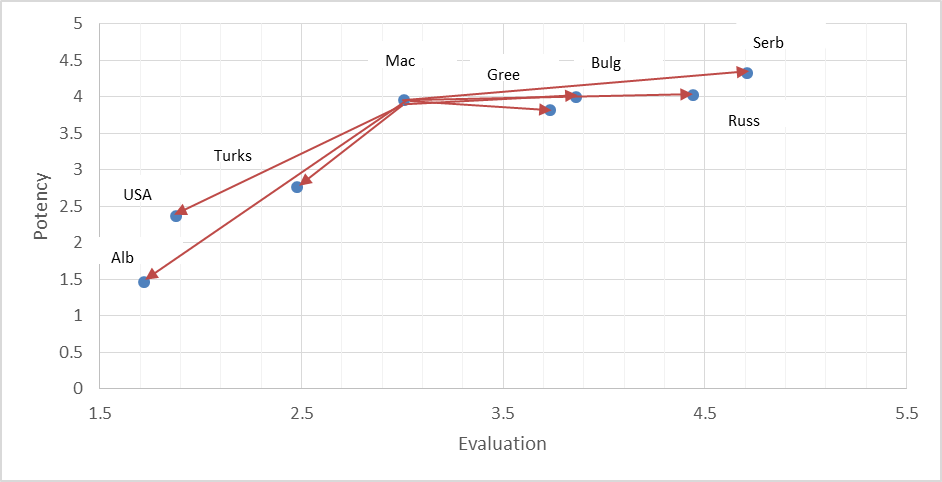 5
4.5
4
3.5
3
2.5
2
1.5
1
0.5
0
Potency
Serb
Mac
Bulg
Gree
Russ
Turks
USA
Alb
1.5 2.5 3.5 4.5 5.5
Evaluation